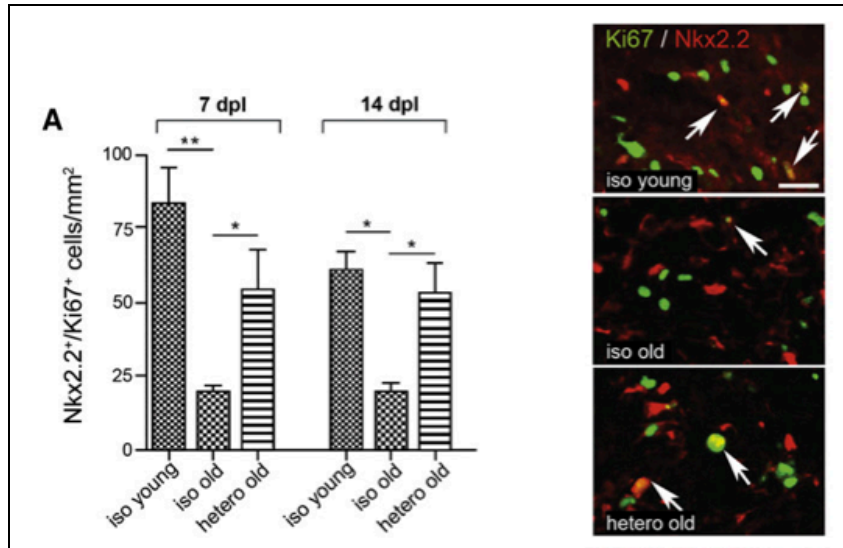 A
7 dpl
14 dpl
Nkx2.2⁺/Ki67⁺ cells/mm²
100
75
50
25
0
**
*
*
*
iso young
iso old
hetero old
iso young
iso old
hetero old
Ki67 / Nkx2.2
iso young
iso old
hetero old